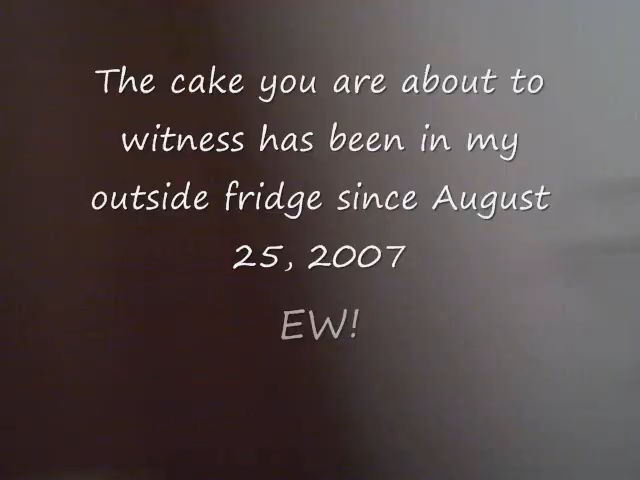 The cake you are about to
witness has been in my
outside fridge since August
25, 2007
EW!